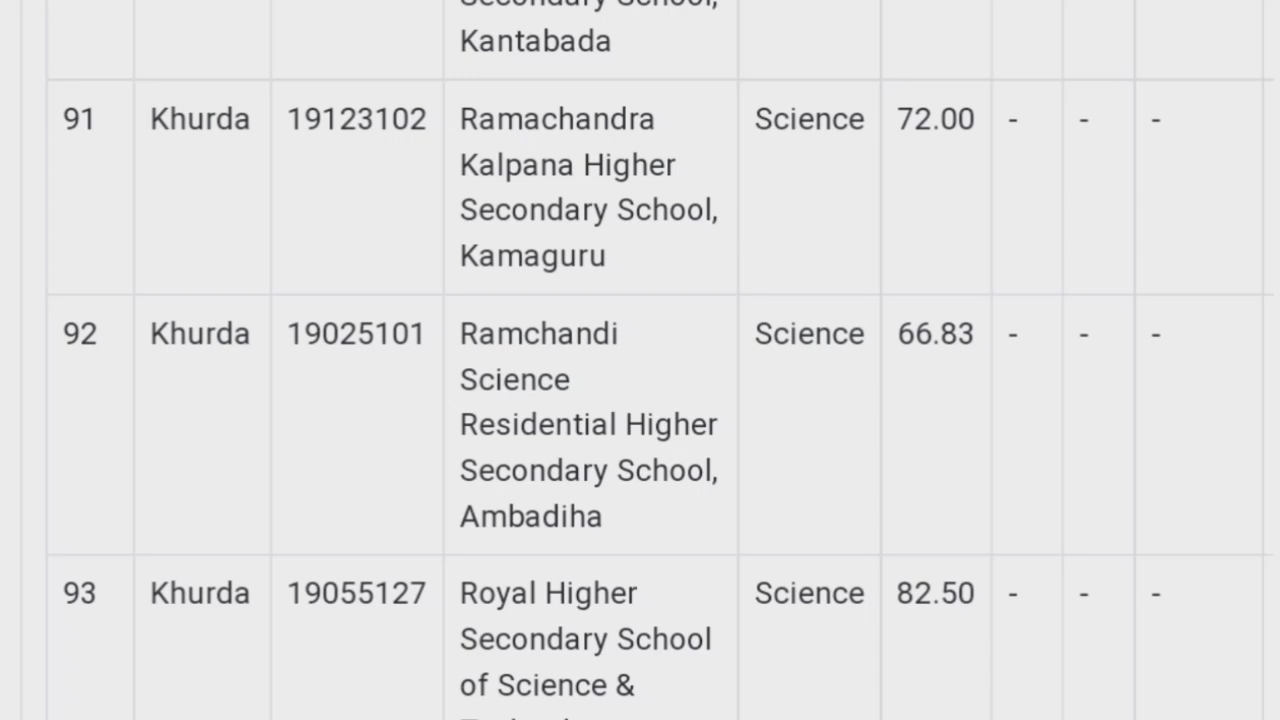 Kantabada
91 Khurda 19123102 Ramachandra Science 72.00 - - -
Kalpana Higher
Secondary School,
Kamaguru
92 Khurda 19025101 Ramchandi Science 66.83 - - -
Science
Residential Higher
Secondary School,
Ambadiha
93 Khurda 19055127 Royal Higher Science 82.50 - - -
Secondary School
of Science &